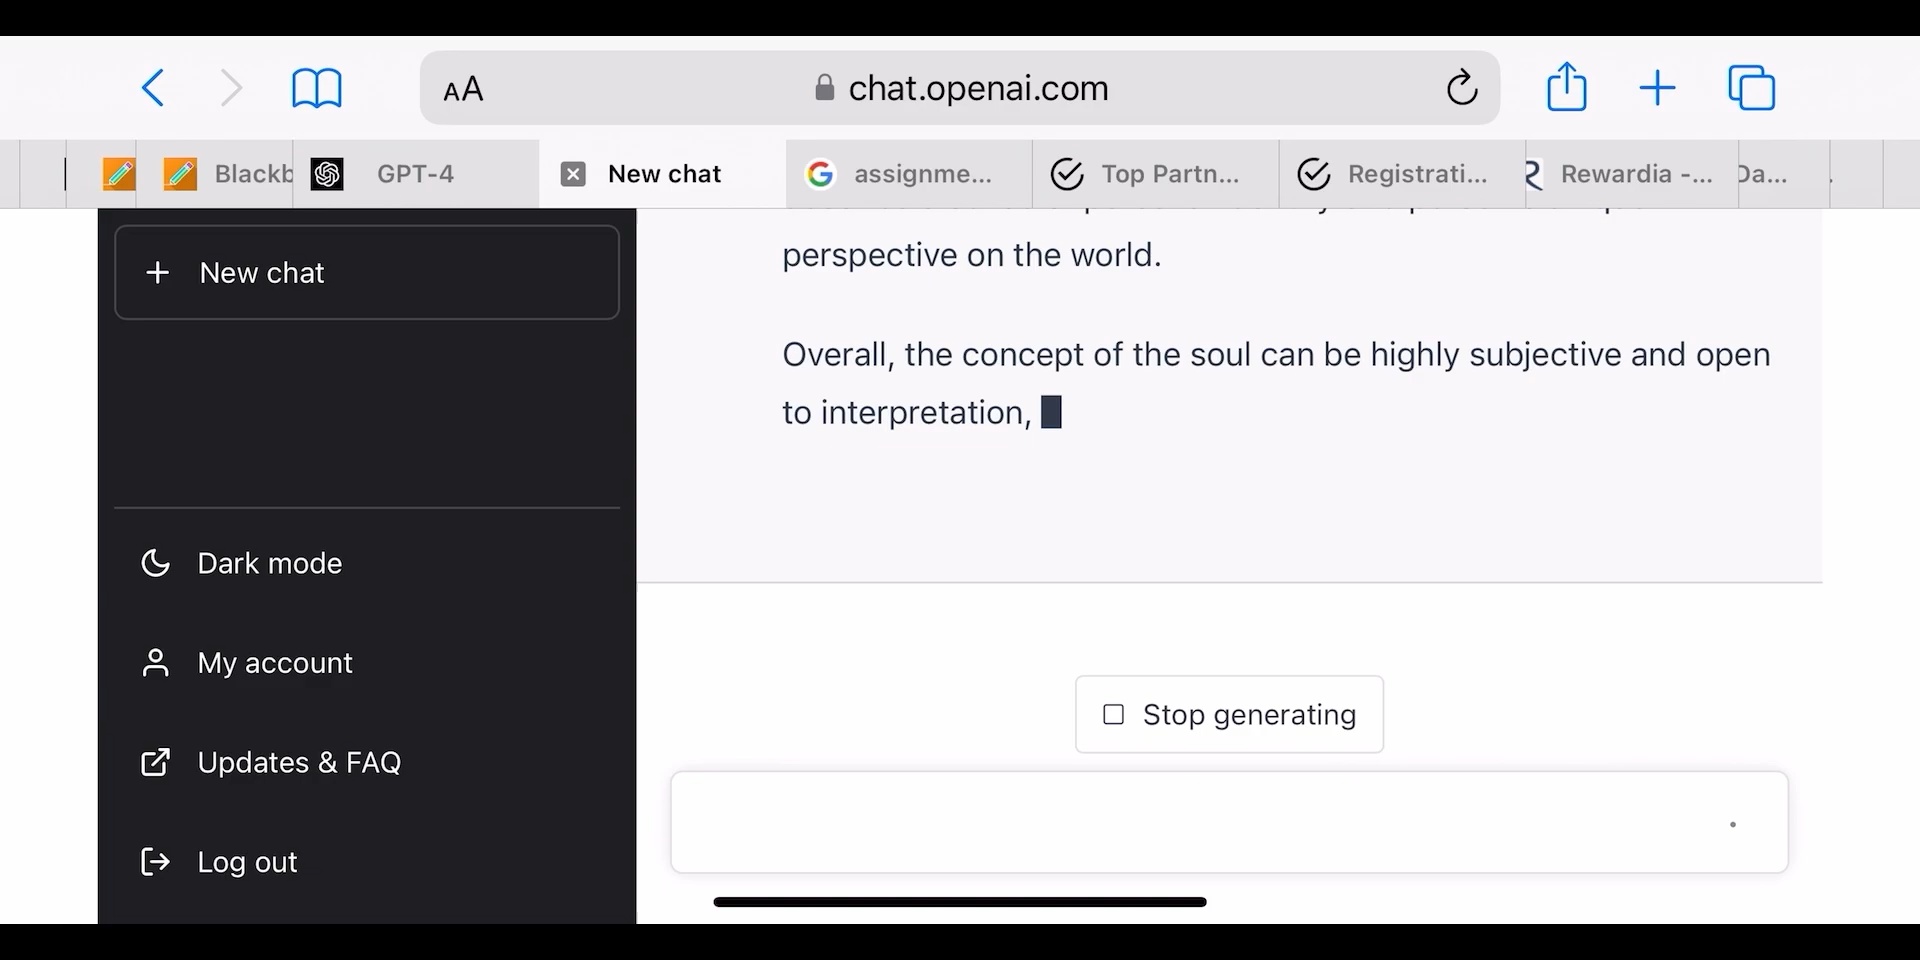 AA chat.openai.com
Blackb GPT-4 New chat assignme... Top Partn... Registrati... Rewardia -... Da...
New chat
perspective on the world.
Overall, the concept of the soul can be highly subjective and open
to interpretation,
Dark mode
My account
Updates & FAQ
Log out
Stop generating